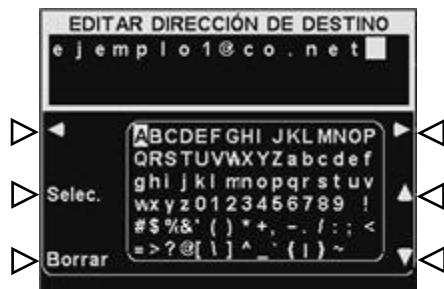 EDITAR DIRECCIÓN DE DESTINO
ejemplo1@co.net
ABCDEFGHIJKLMNOP
QRSTUVWXYZabcdef
ghijklmnopqrstuv
Selec.
wxyz0123456789 !
#$%&'()*+,-./:;<
=>?@[\]^_`{|}~
Borrar